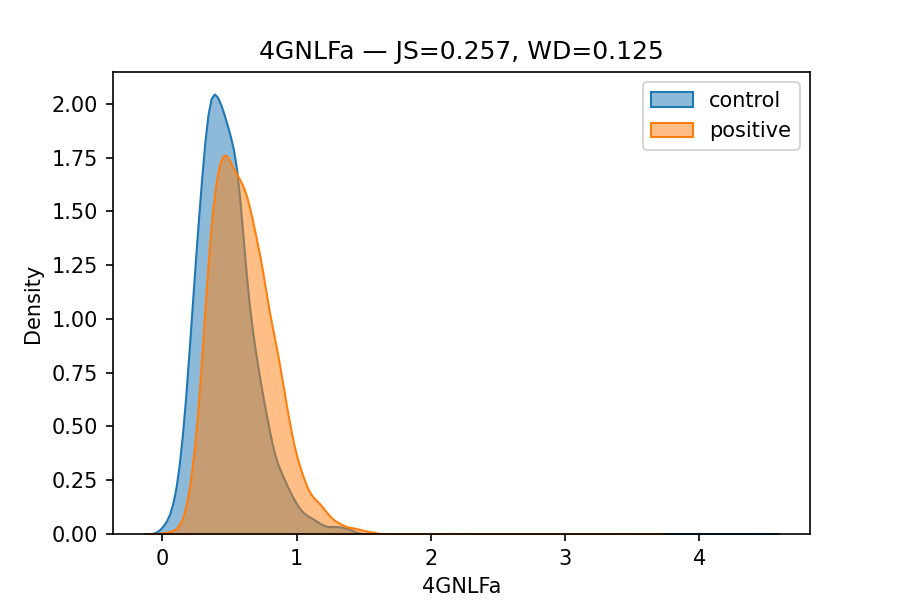 4GNLFa — JS=0.257, WD=0.125
control
positive
2.00
1.75
1.50
1.25
1.00
0.75
0.50
0.25
0.00
Density
0 1 2 3 4
4GNLFa